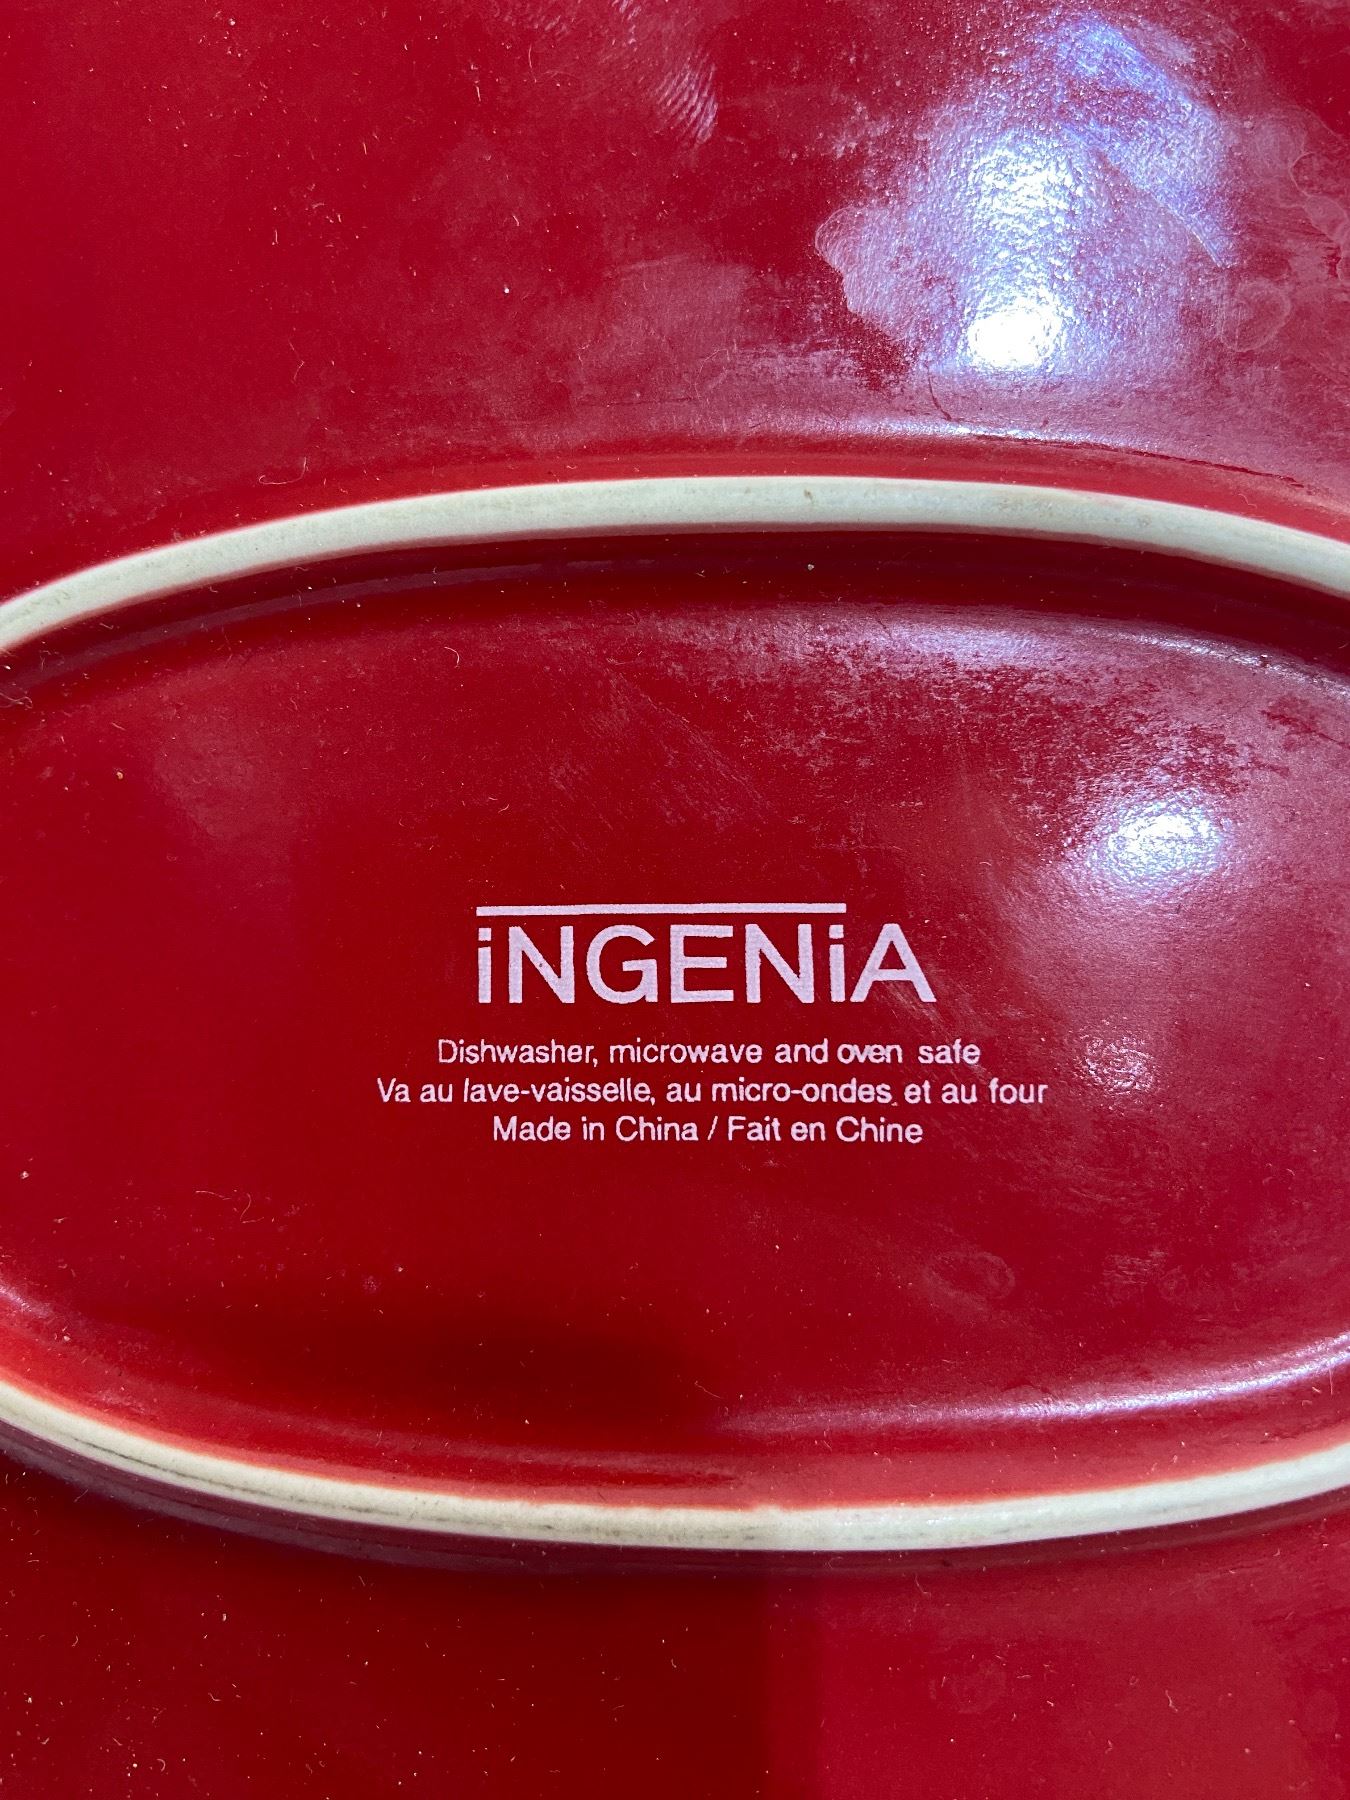 iNGENiA
Dishwasher, microwave and oven safe
Va au lave-vaisselle, au micro-ondes et au four
Made in China / Fait en Chine